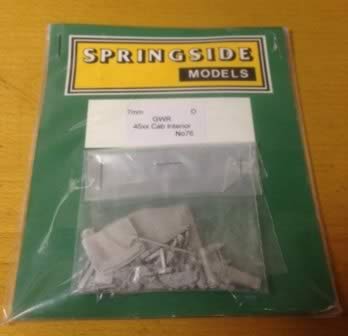 SPRINGSIDE
MODELS
7mm O
GWR
45xx Cab Interior
No76